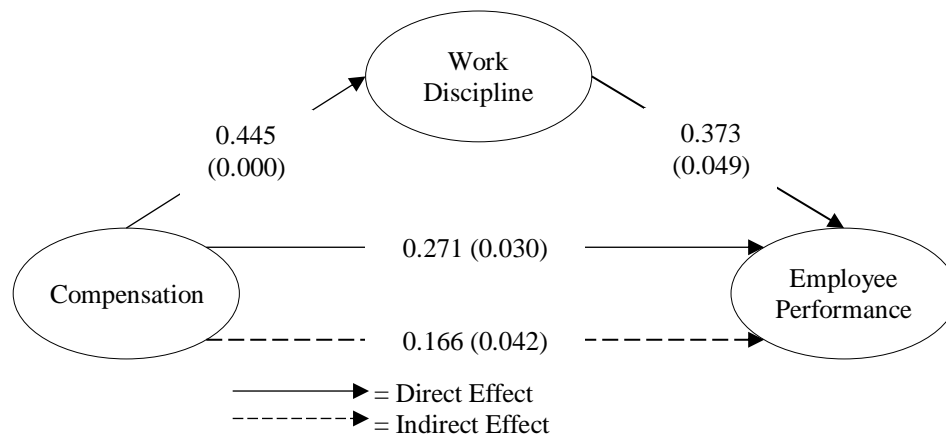 Work
Discipline
0.445
(0.000)
0.373
(0.049)
0.271 (0.030)
Compensation
Employee
Performance
0.166 (0.042)
= Direct Effect
= Indirect Effect